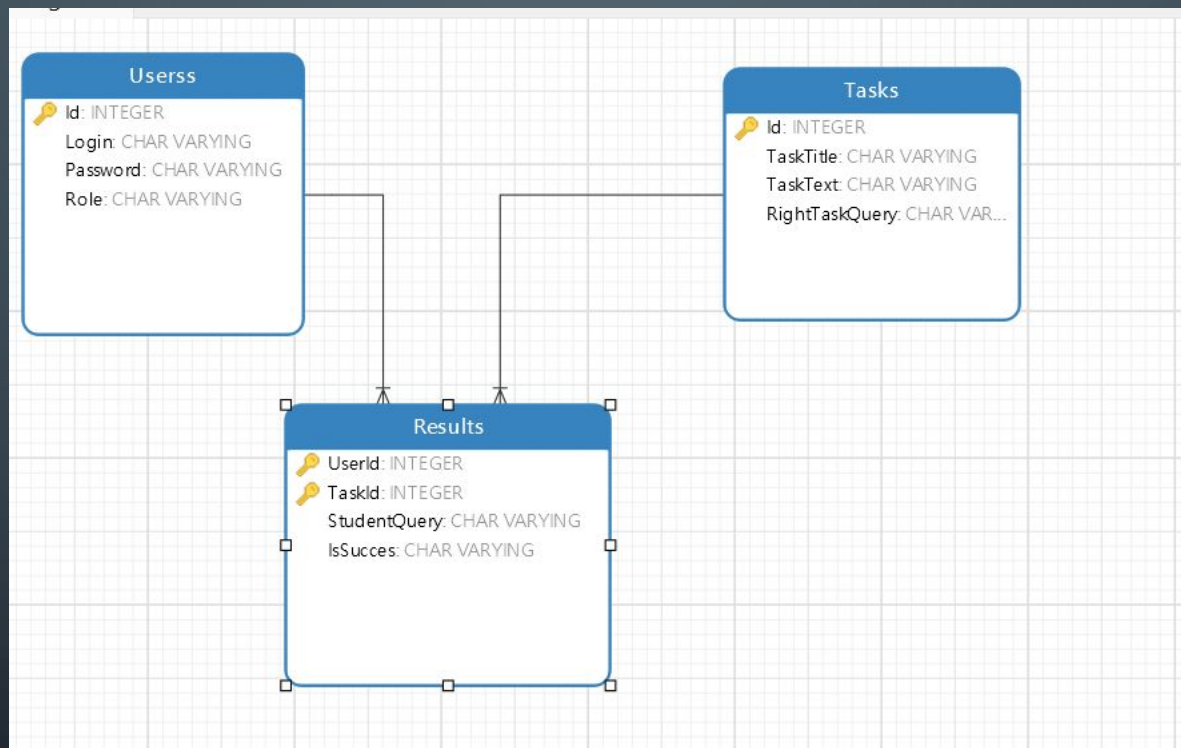 Userss
Id: INTEGER
Login: CHAR VARYING
Password: CHAR VARYING
Role: CHAR VARYING
Tasks
Id: INTEGER
TaskTitle: CHAR VARYING
TaskText: CHAR VARYING
RightTaskQuery: CHAR VAR...
Results
UserId: INTEGER
TaskId: INTEGER
StudentQuery: CHAR VARYING
IsSucces: CHAR VARYING